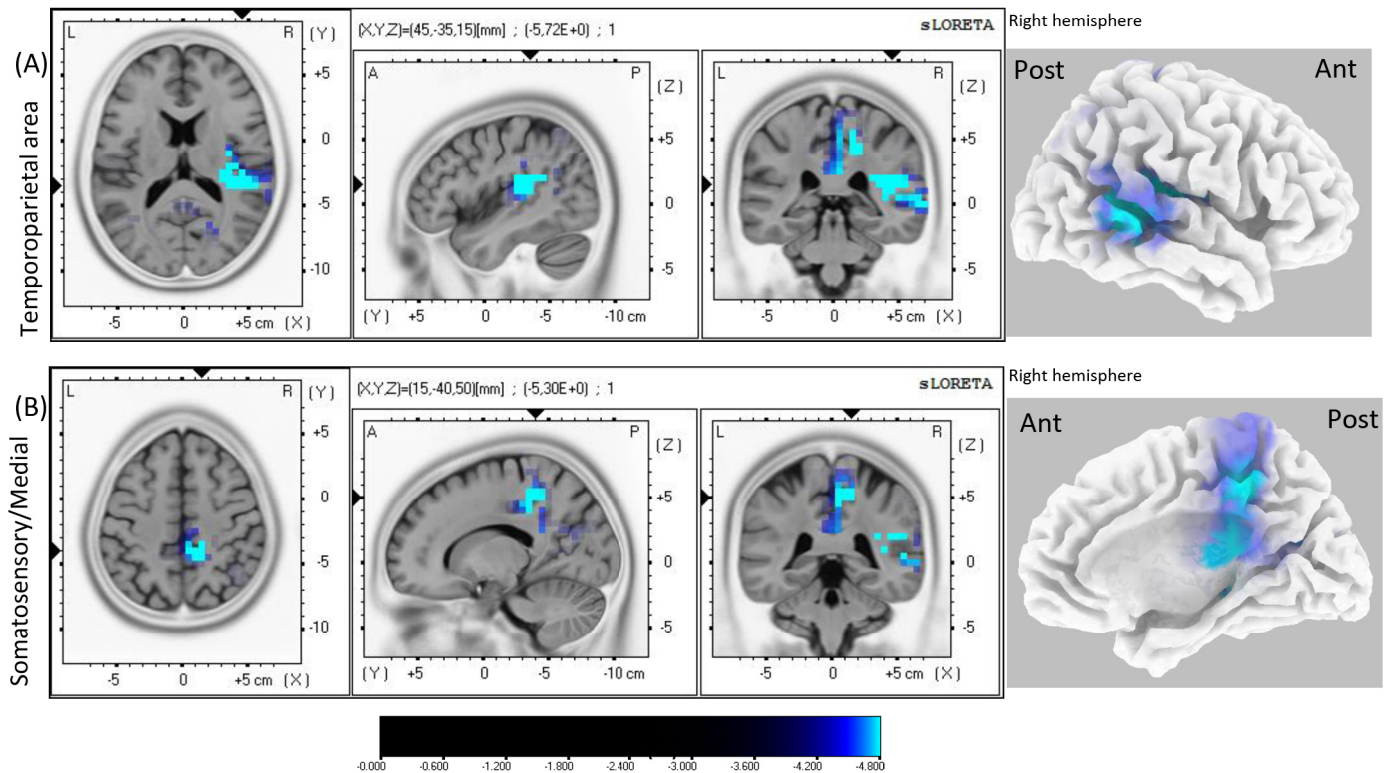 (A)
Temporoparietal area
L R (Y)
+5
0
-5
-10
-5 0 +5 cm (X)
(X,Y,Z)=(45,-35,15)[mm] ; (-5,72E+0) ; 1
sLORETA
A P (Z)
+5
0
-5
(Y) +5 0 -5 -10 cm
L R (Z)
+5
0
-5
-5 0 +5 cm (X)
Right hemisphere
Post Ant
(B)
Somatosensory/Medial
L R (Y)
+5
0
-5
-10
-5 0 +5 cm (X)
(X,Y,Z)=(15,-40,50)[mm] ; (-5,30E+0) ; 1
sLORETA
A P (Z)
+5
0
-5
(Y) +5 0 -5 -10 cm
L R (Z)
+5
0
-5
-5 0 +5 cm (X)
Right hemisphere
Ant Post
-0.000 -0.600 -1.200 -1.800 -2.400 -3.000 -3.600 -4.200 -4.800